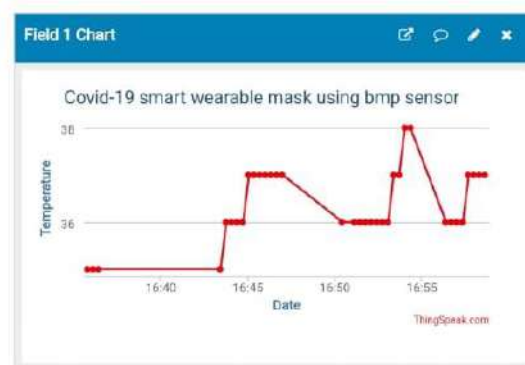 Field 1 Chart
Covid-19 smart wearable mask using bmp sensor
38
Temperature
36
16:40 16:45 16:50 16:55
Date
ThingSpeak.com